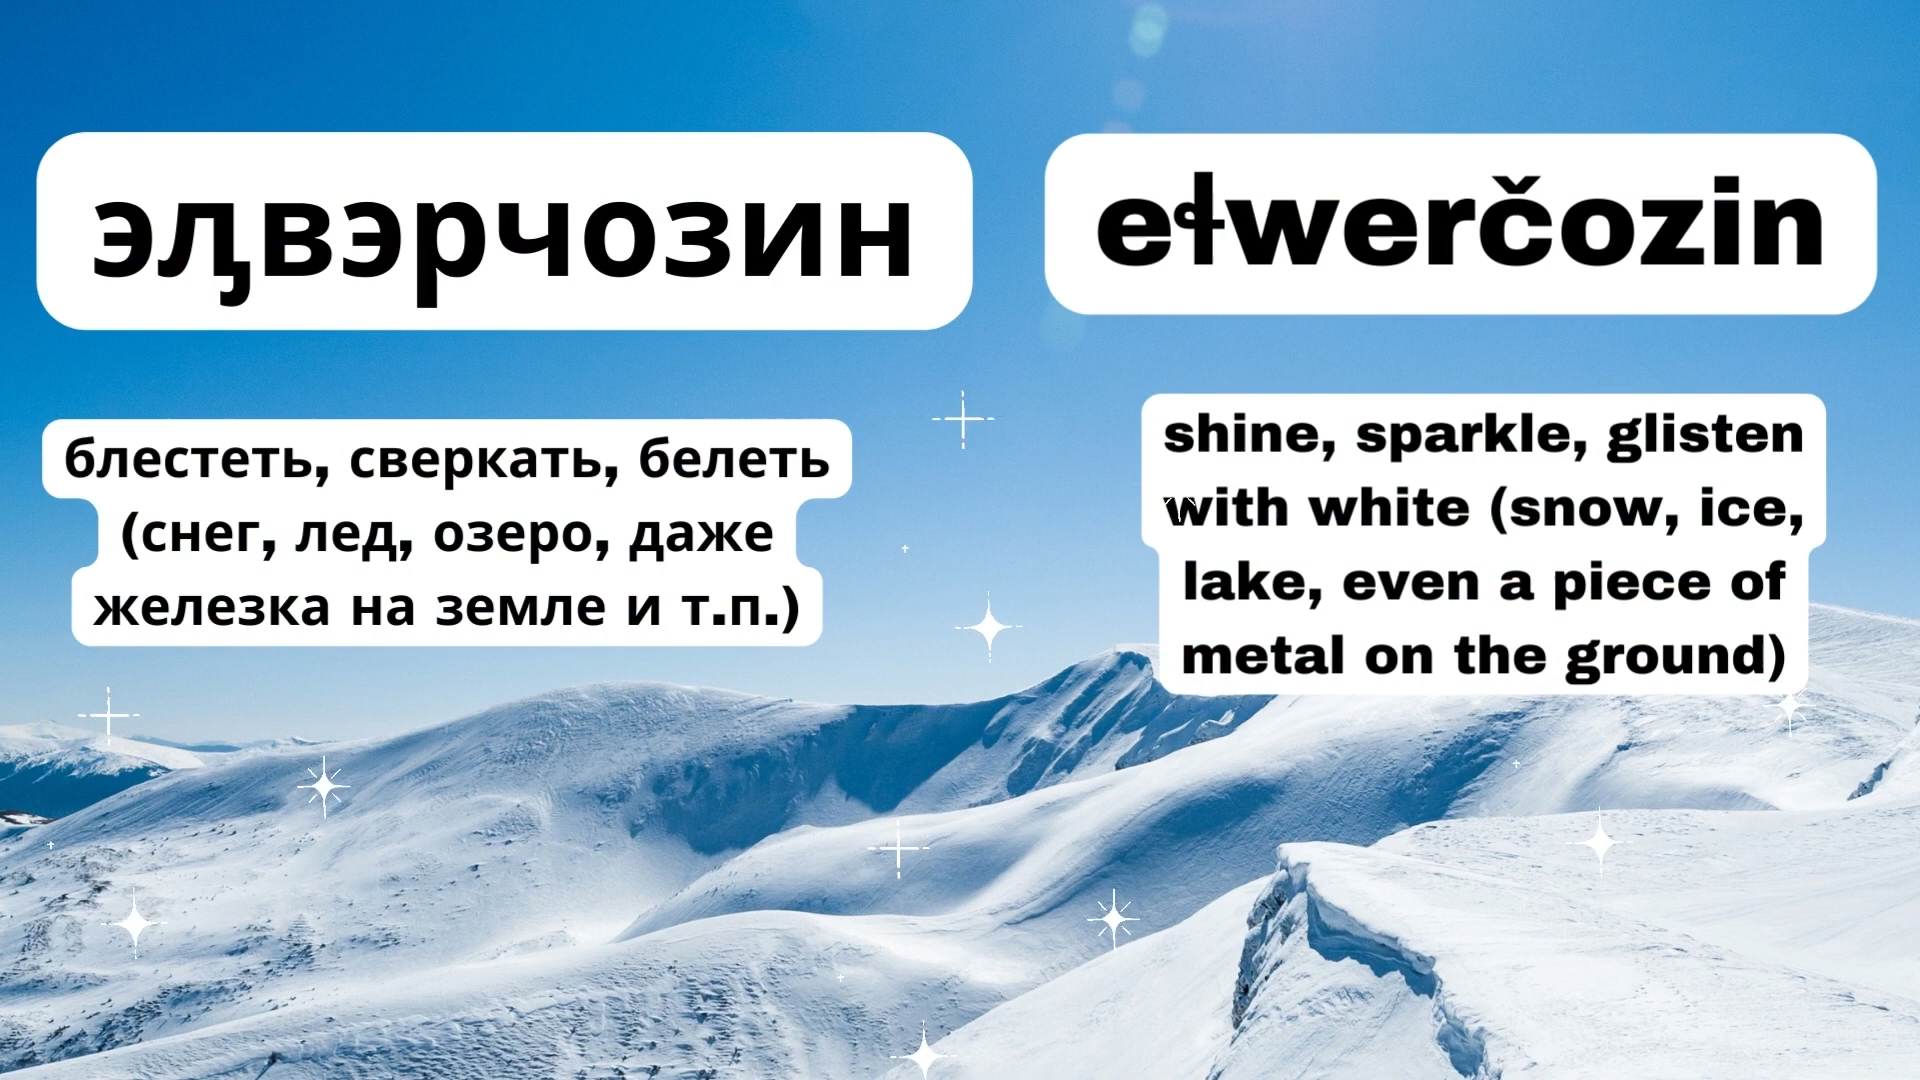 эԓвэрчозин
eɬwerčozin
блестеть, сверкать, белеть
(снег, лед, озеро, даже
железка на земле и т.п.)
shine, sparkle, glisten
with white (snow, ice,
lake, even a piece of
metal on the ground)